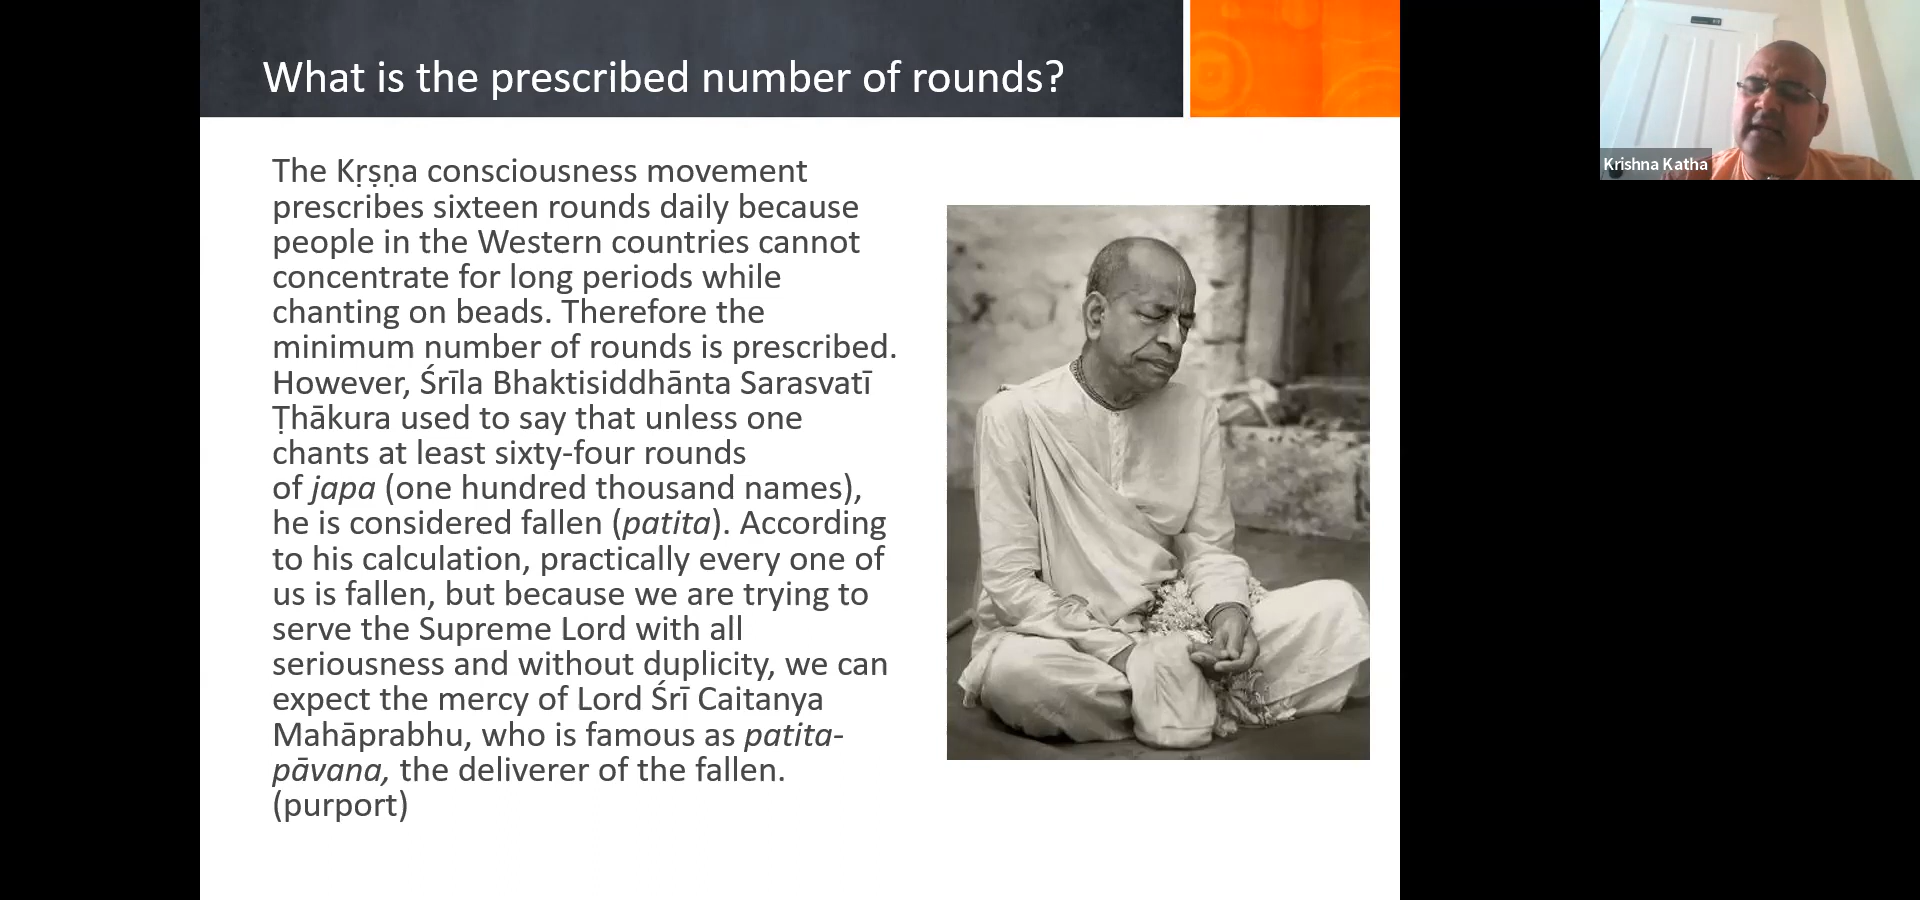 What is the prescribed number of rounds?
The Kṛṣṇa consciousness movement
prescribes sixteen rounds daily because
people in the Western countries cannot
concentrate for long periods while
chanting on beads. Therefore the
minimum number of rounds is prescribed.
However, Śrīla Bhaktisiddhānta Sarasvatī
Ṭhākura used to say that unless one
chants at least sixty-four rounds
of japa (one hundred thousand names),
he is considered fallen (patita). According
to his calculation, practically every one of
us is fallen, but because we are trying to
serve the Supreme Lord with all
seriousness and without duplicity, we can
expect the mercy of Lord Śrī Caitanya
Mahāprabhu, who is famous as patita-
pāvana, the deliverer of the fallen.
(purport)
Krishna Katha